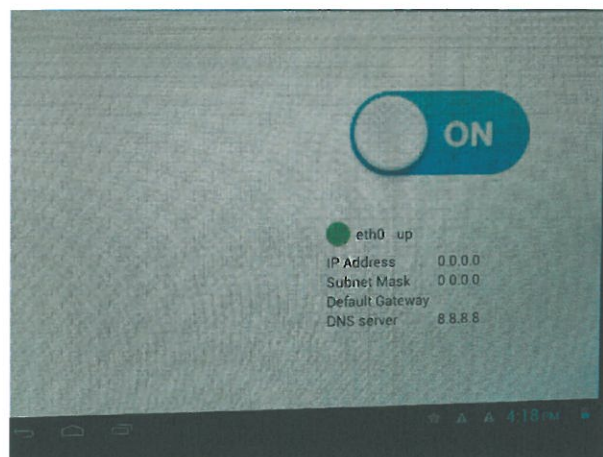 ON
eth0 up
IP Address 0.0.0.0
Subnet Mask 0.0.0.0
Default Gateway
DNS server 8.8.8.8
4:18 PM